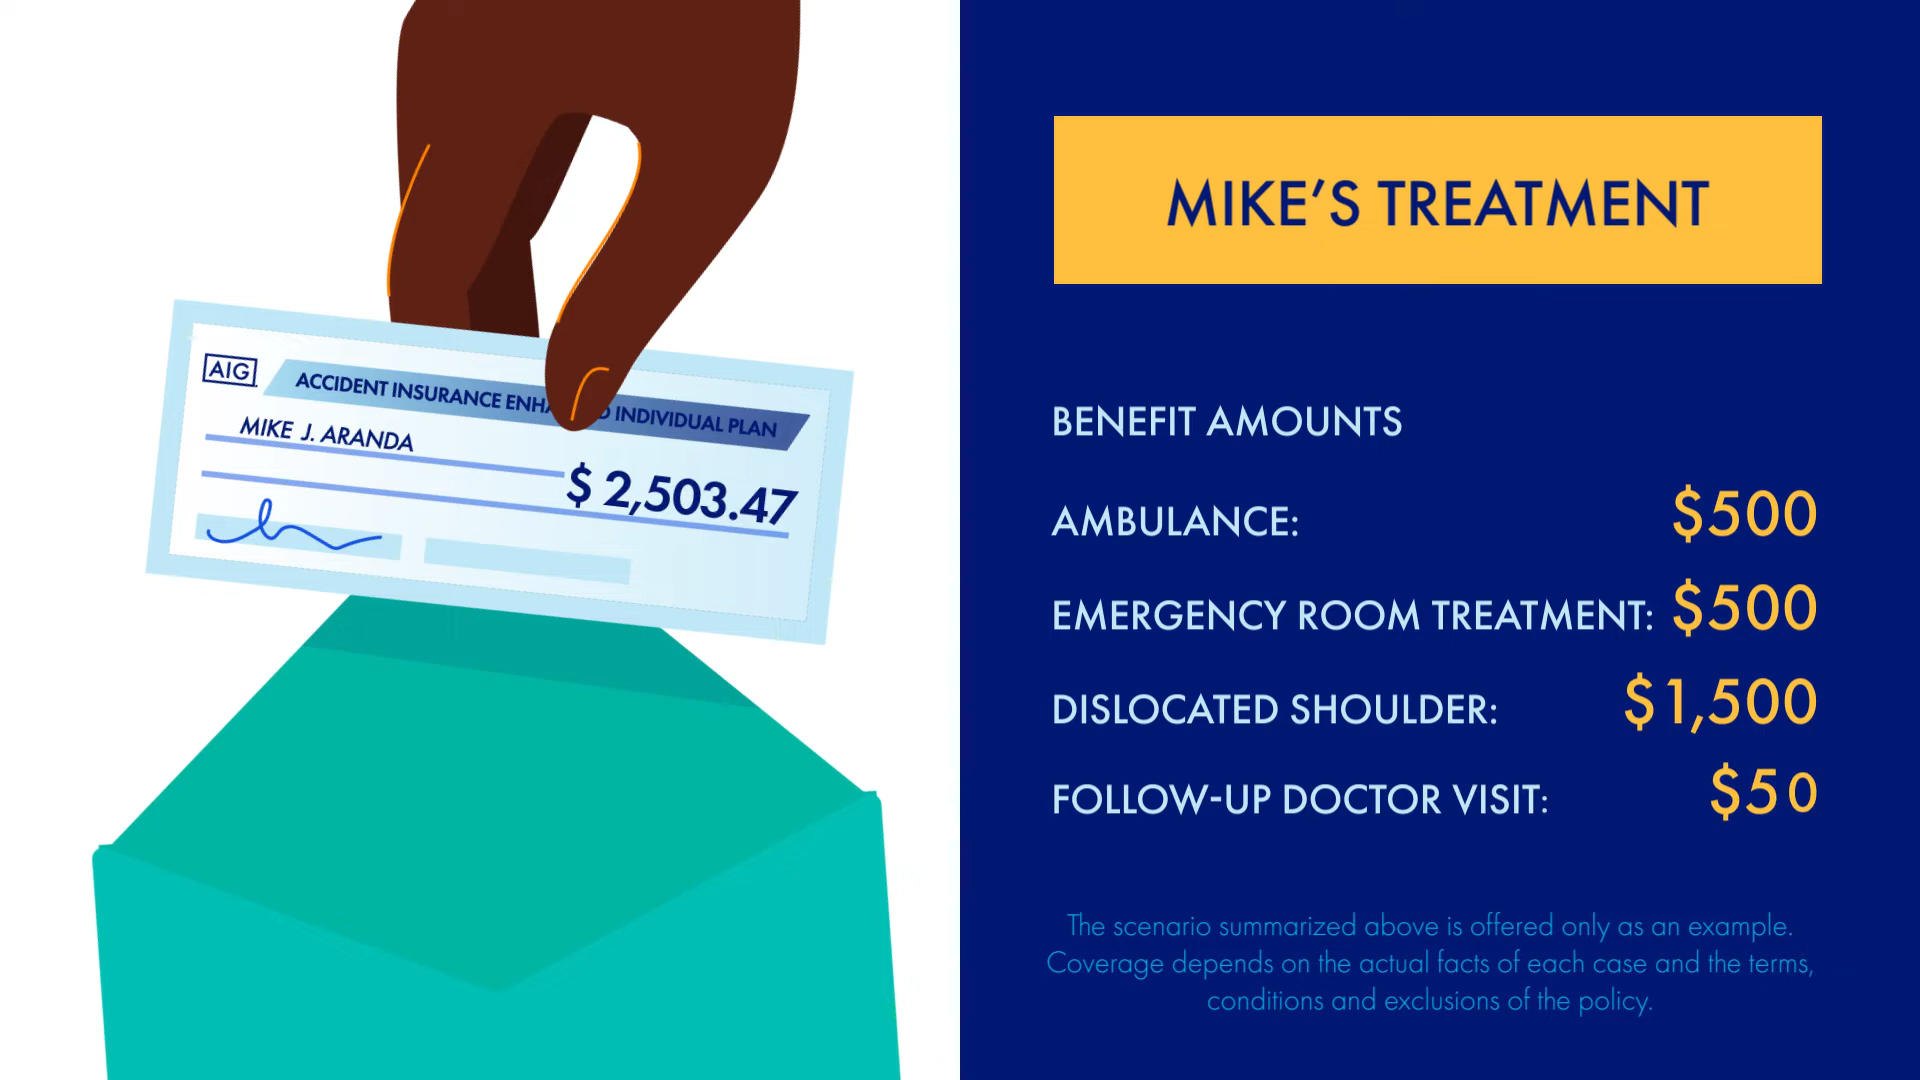 AIG
ACCIDENT INSURANCE INDIVIDUAL PLAN
MIKE J. ARANDA
$ 2,503.47
MIKE’S TREATMENT
BENEFIT AMOUNTS
AMBULANCE: $500
EMERGENCY ROOM TREATMENT: $500
DISLOCATED SHOULDER: $1,500
FOLLOW-UP DOCTOR VISIT: $50
The scenario summarized above is offered only as an example.
Coverage depends on the actual facts of each case and the terms,
conditions and exclusions of the policy.